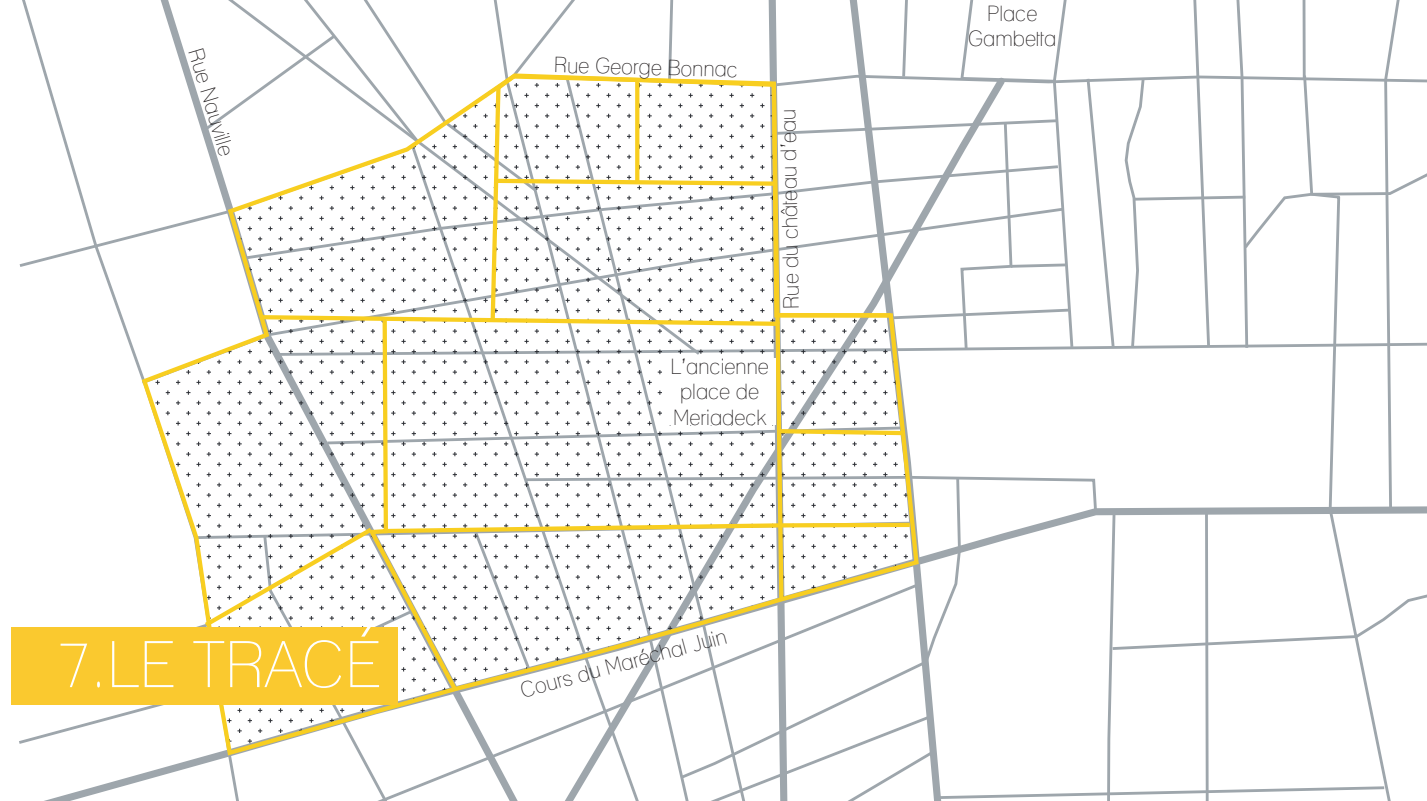 Place
Gambetta
Rue Nauville
Rue George Bonnac
Rue du château d'eau
L'ancienne
place de
Meriadeck
7.LE TRACÉ
Cours du Maréchal Juin